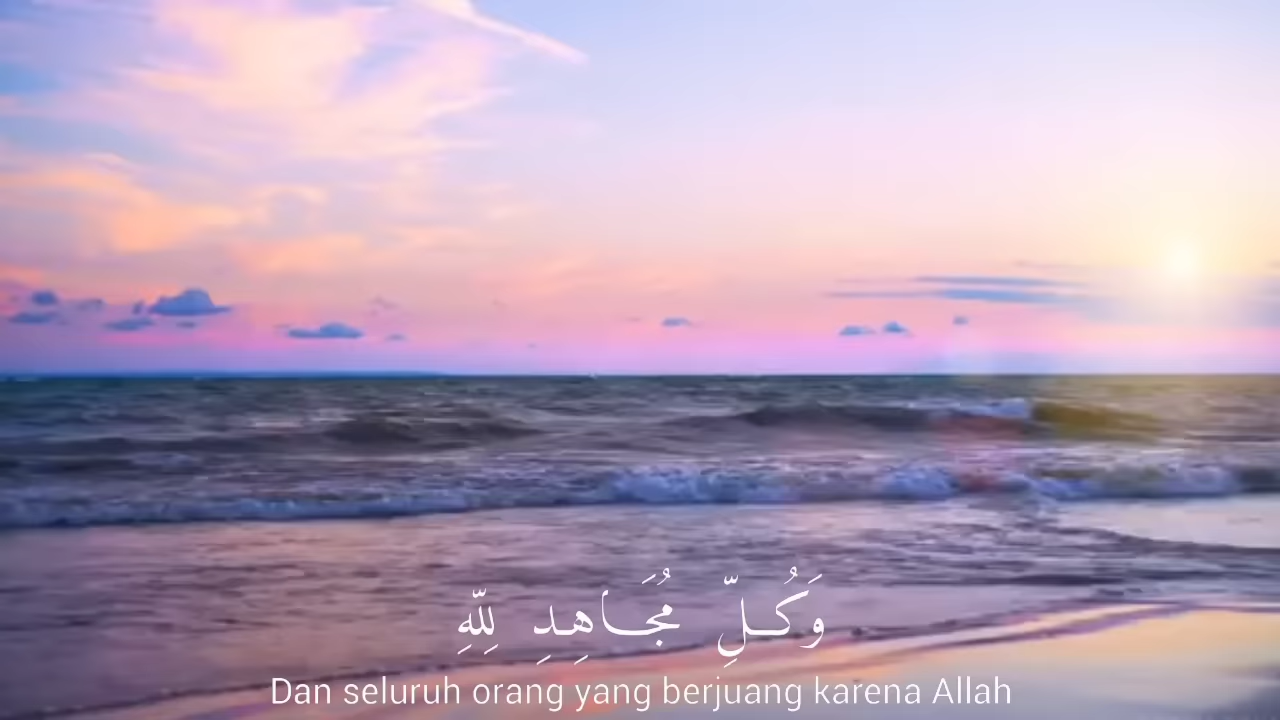 وَكُلِّ مُجَاهِدِ لِلّٰهِ
Dan seluruh orang yang berjuang karena Allah